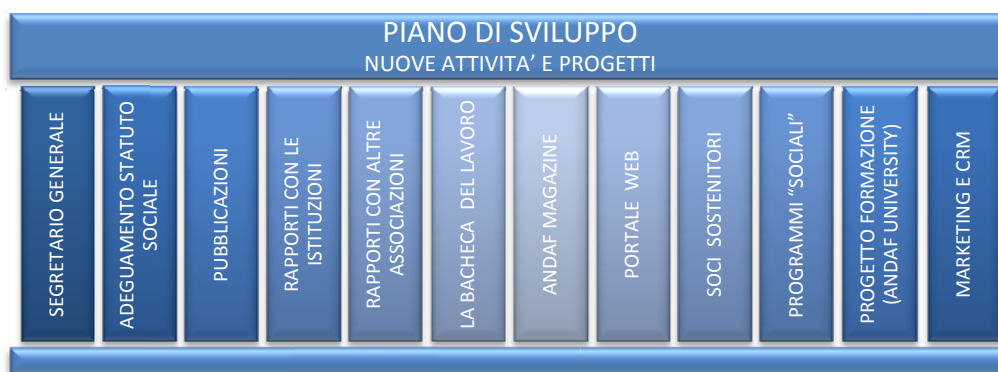 PIANO DI SVILUPPO
NUOVE ATTIVITA’ E PROGETTI
SEGRETARIO GENERALE
ADEGUAMENTO STATUTO
SOCIALE
PUBBLICAZIONI
RAPPORTI CON LE
ISTITUZIONI
RAPPORTI CON ALTRE
ASSOCIAZIONI
LA BACHECA DEL LAVORO
ANDAF MAGAZINE
PORTALE WEB
SOCI SOSTENITORI
PROGRAMMI “SOCIALI”
PROGETTO FORMAZIONE
(ANDAF UNIVERSITY)
MARKETING E CRM